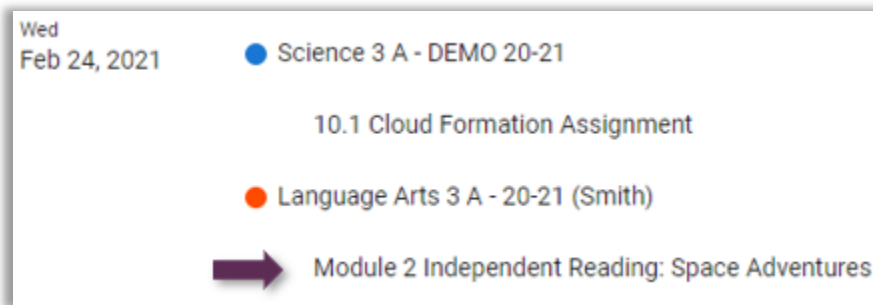 Wed
Feb 24, 2021
Science 3 A - DEMO 20-21
10.1 Cloud Formation Assignment
Language Arts 3 A - 20-21 (Smith)
Module 2 Independent Reading: Space Adventures